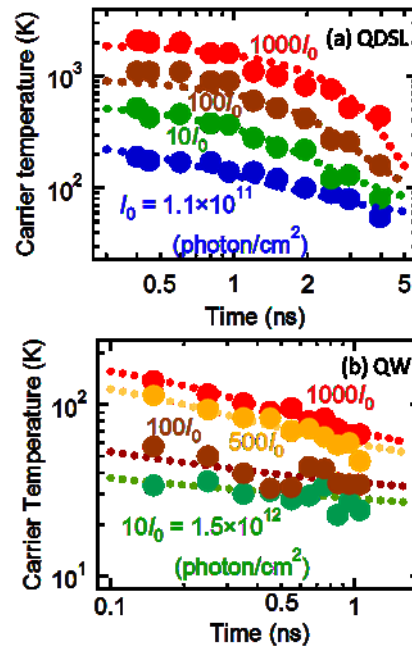 (a) QDSL
1000I₀
100I₀
10I₀
I₀ = 1.1×10¹¹
(photon/cm²)
Carrier temperature (K)
10³
10²
0.5
1
2
5
Time (ns)
(b) QW
1000I₀
500I₀
100I₀
10I₀ = 1.5×10¹²
(photon/cm²)
Carrier Temperature (K)
10²
10¹
0.1
0.5
1
Time (ns)